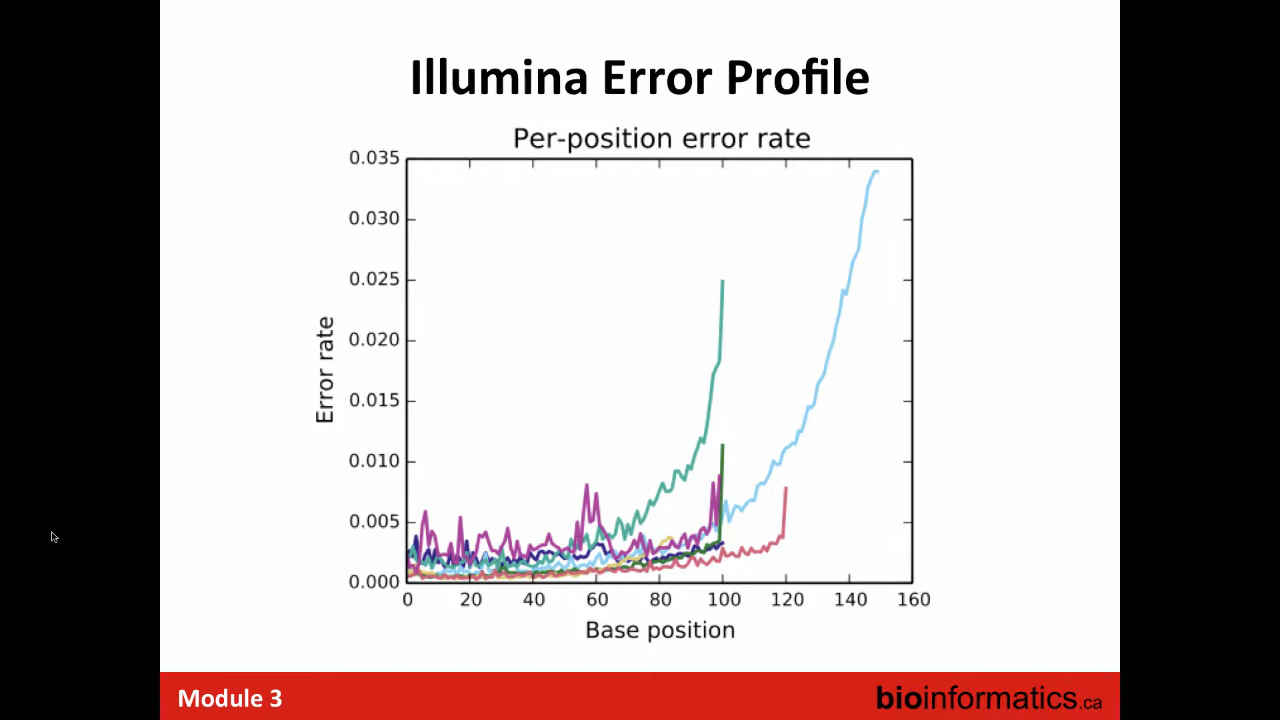 Illumina Error Profile
Per-position error rate
0.035
0.030
0.025
0.020
0.015
0.010
0.005
0.000
Error rate
0 20 40 60 80 100 120 140 160
Base position
Module 3
bioinformatics.ca